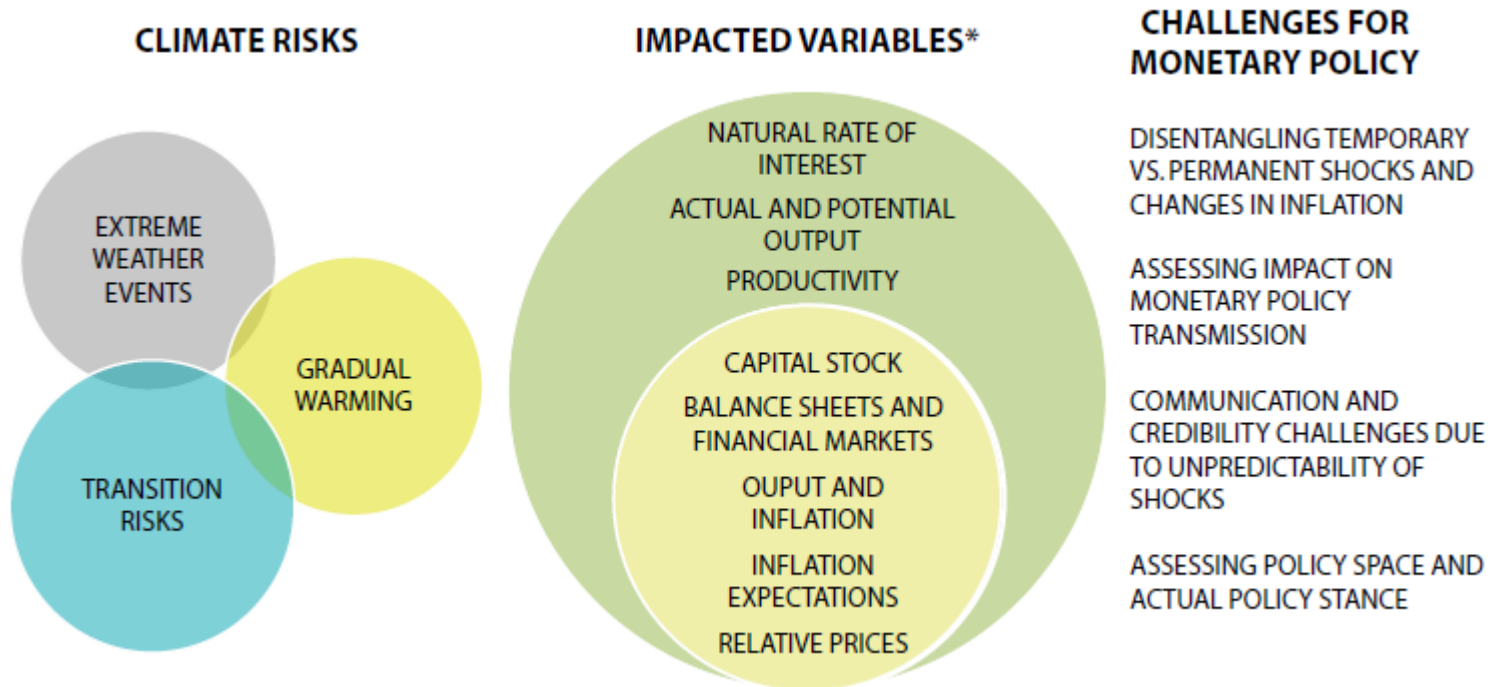 CLIMATE RISKS
EXTREME
WEATHER
EVENTS
GRADUAL
WARMING
TRANSITION
RISKS
IMPACTED VARIABLES*
NATURAL RATE OF
INTEREST
ACTUAL AND POTENTIAL
OUTPUT
PRODUCTIVITY
CAPITAL STOCK
BALANCE SHEETS AND
FINANCIAL MARKETS
OUPUT AND
INFLATION
INFLATION
EXPECTATIONS
RELATIVE PRICES
CHALLENGES FOR
MONETARY POLICY
DISENTANGLING TEMPORARY
VS. PERMANENT SHOCKS AND
CHANGES IN INFLATION
ASSESSING IMPACT ON
MONETARY POLICY
TRANSMISSION
COMMUNICATION AND
CREDIBILITY CHALLENGES DUE
TO UNPREDICTABILITY OF
SHOCKS
ASSESSING POLICY SPACE AND
ACTUAL POLICY STANCE